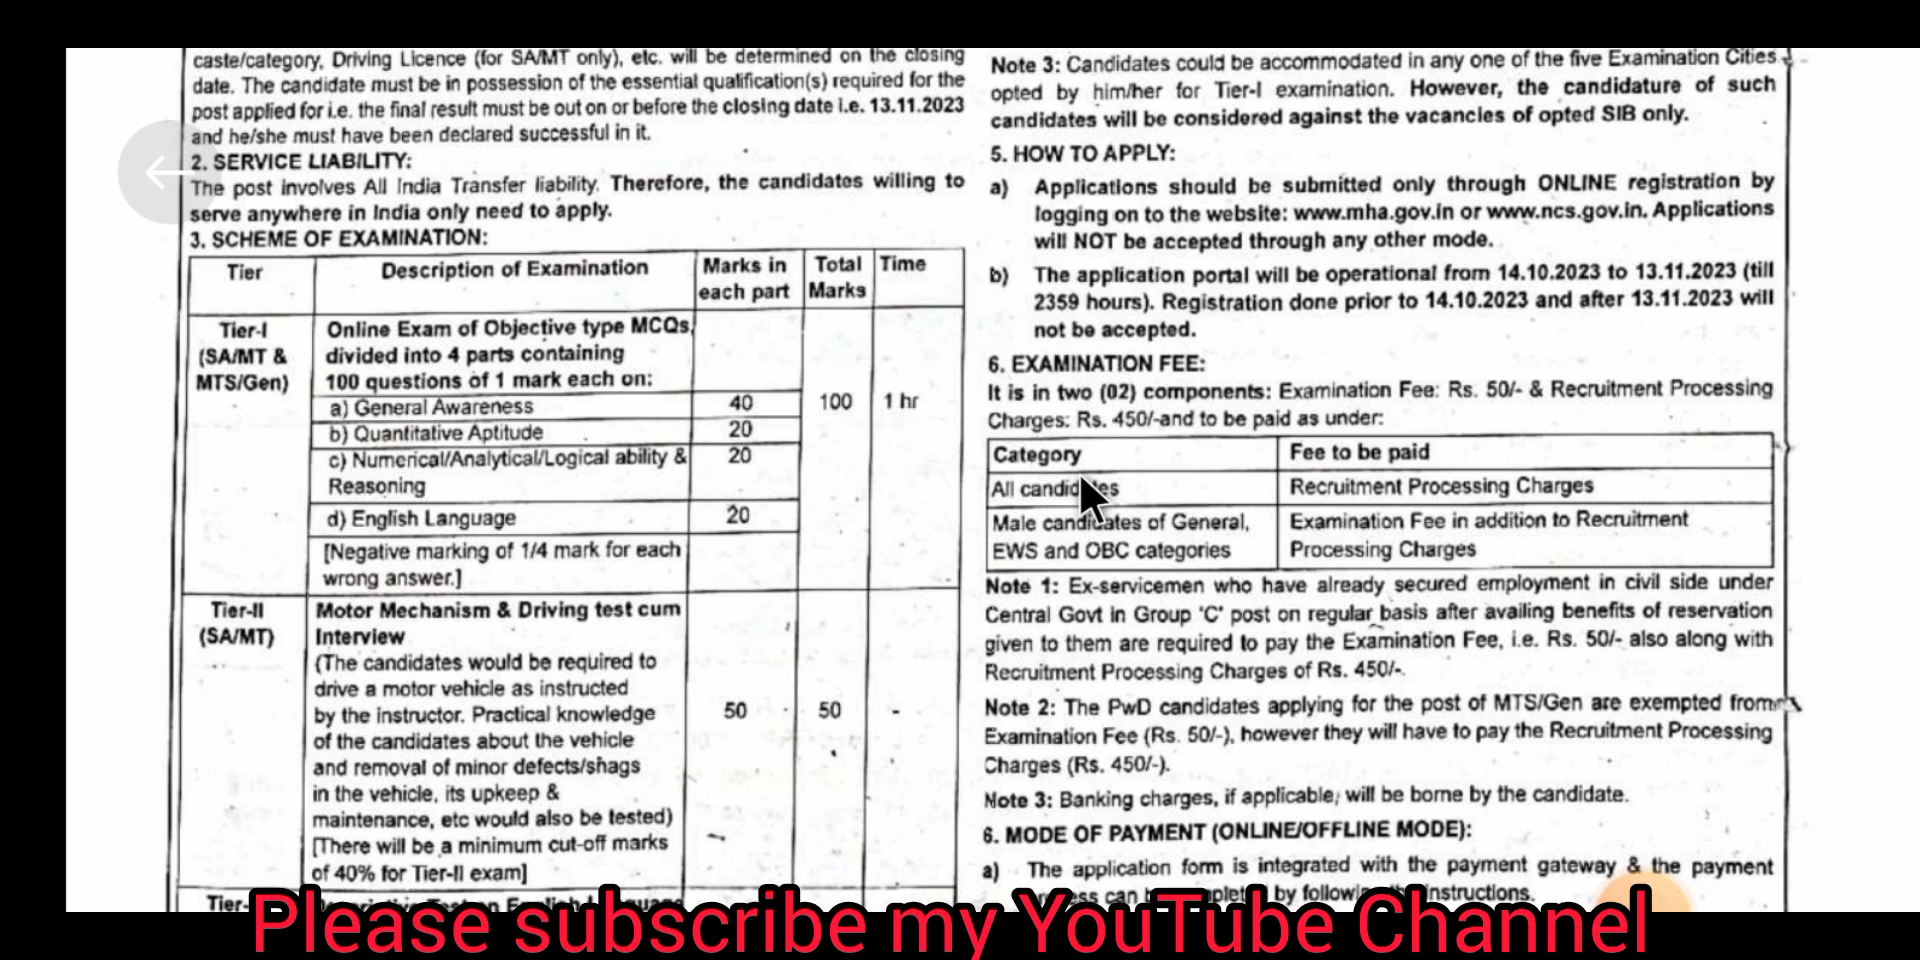 caste/category, Driving Licence (for SA/MT only), etc. will be determined on the closing
date. The candidate must be in possession of the essential qualification(s) required for the
post applied for i.e. the final result must be out on or before the closing date i.e. 13.11.2023
and he/she must have been declared successful in it.
2. SERVICE LIABILITY:
The post involves All India Transfer liability. Therefore, the candidates willing to
serve anywhere in India only need to apply.
3. SCHEME OF EXAMINATION:
Tier Description of Examination Marks in each part Total Marks Time
Tier-I
(SA/MT &
MTS/Gen)
Online Exam of Objective type MCQs,
divided into 4 parts containing
100 questions of 1 mark each on:
a) General Awareness 40 100 1 hr
b) Quantitative Aptitude 20
c) Numerical/Analytical/Logical ability & 20
Reasoning
d) English Language 20
[Negative marking of 1/4 mark for each
wrong answer.]
Tier-II
(SA/MT)
Motor Mechanism & Driving test cum
Interview
(The candidates would be required to
drive a motor vehicle as instructed
by the instructor. Practical knowledge 50 50 -
of the candidates about the vehicle
and removal of minor defects/shags
in the vehicle, its upkeep &
maintenance, etc would also be tested)
[There will be a minimum cut-off marks
of 40% for Tier-II exam]
Tier-
Note 3: Candidates could be accommodated in any one of the five Examination Cities
opted by him/her for Tier-I examination. However, the candidature of such
candidates will be considered against the vacancies of opted SIB only.
5. HOW TO APPLY:
a) Applications should be submitted only through ONLINE registration by
logging on to the website: www.mha.gov.in or www.ncs.gov.in. Applications
will NOT be accepted through any other mode.
b) The application portal will be operational from 14.10.2023 to 13.11.2023 (till
2359 hours). Registration done prior to 14.10.2023 and after 13.11.2023 will
not be accepted.
6. EXAMINATION FEE:
It is in two (02) components: Examination Fee: Rs. 50/- & Recruitment Processing
Charges: Rs. 450/-and to be paid as under:
Category Fee to be paid
All candidates Recruitment Processing Charges
Male candidates of General, Examination Fee in addition to Recruitment
EWS and OBC categories Processing Charges
Note 1: Ex-servicemen who have already secured employment in civil side under
Central Govt in Group 'C' post on regular basis after availing benefits of reservation
given to them are required to pay the Examination Fee, i.e. Rs. 50/- also along with
Recruitment Processing Charges of Rs. 450/-.
Note 2: The PwD candidates applying for the post of MTS/Gen are exempted from
Examination Fee (Rs. 50/-), however they will have to pay the Recruitment Processing
Charges (Rs. 450/-).
Note 3: Banking charges, if applicable, will be borne by the candidate.
6. MODE OF PAYMENT (ONLINE/OFFLINE MODE):
a) The application form is integrated with the payment gateway & the payment
can by instructions.
Please subscribe my YouTube Channel